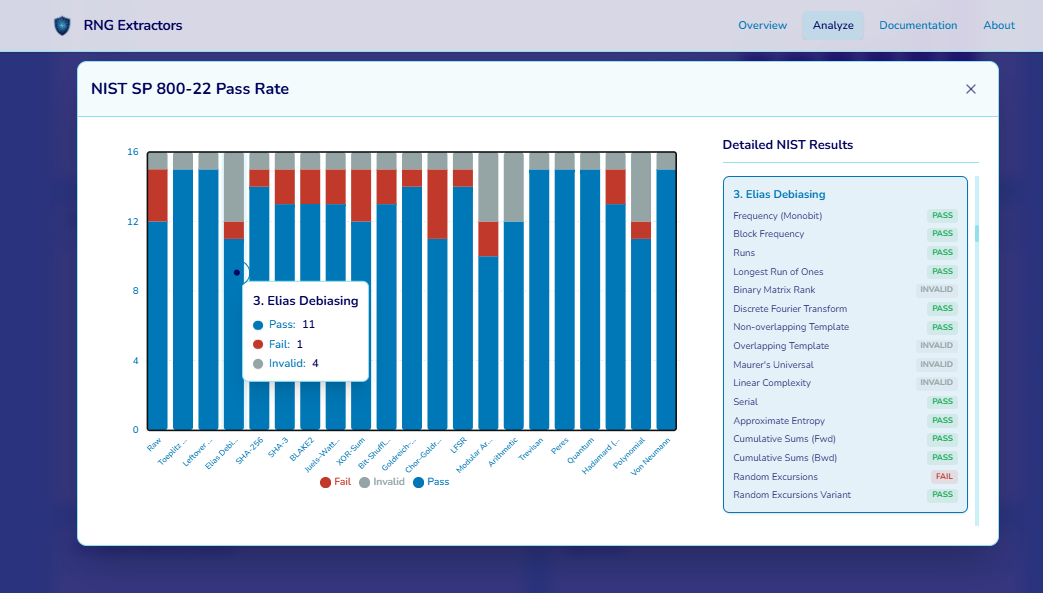 RNG Extractors
Overview
Analyze
Documentation
About
NIST SP 800-22 Pass Rate
16
12
8
4
0
3. Elias Debiasing
Pass: 11
Fail: 1
Invalid: 4
Raw
Toeplitz ...
Leftover ...
Elias Debi...
SHA-256
SHA-3
BLAKE2
Juels-Watt...
XOR-Sum
Bit-Shuffl...
Goldreich-...
Chor-Goldr...
LFSR
Modular Ar...
Arithmetic
Trevisan
Peres
Quantum
Hadamard (...
Polynomial
Von Neumann
Fail
Invalid
Pass
Detailed NIST Results
3. Elias Debiasing
Frequency (Monobit) PASS
Block Frequency PASS
Runs PASS
Longest Run of Ones PASS
Binary Matrix Rank INVALID
Discrete Fourier Transform PASS
Non-overlapping Template PASS
Overlapping Template INVALID
Maurer's Universal INVALID
Linear Complexity INVALID
Serial PASS
Approximate Entropy PASS
Cumulative Sums (Fwd) PASS
Cumulative Sums (Bwd) PASS
Random Excursions FAIL
Random Excursions Variant PASS